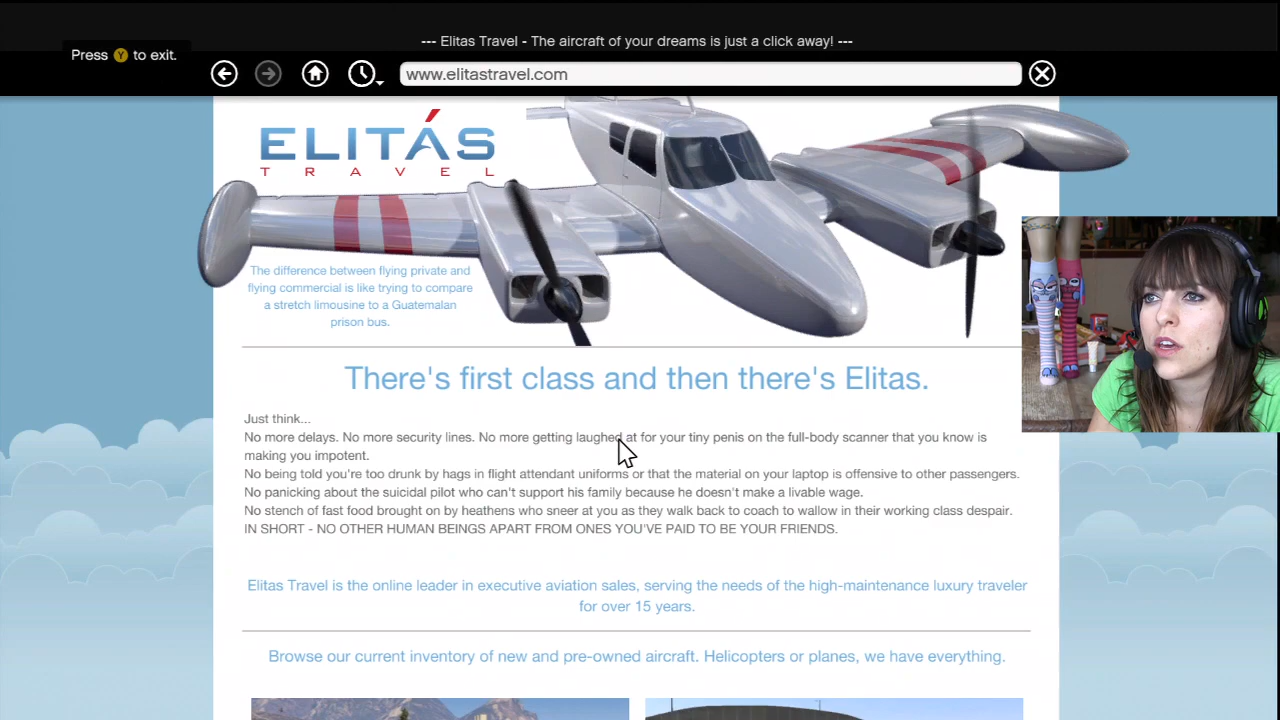 --- Elitas Travel - The aircraft of your dreams is just a click away! ---
Press Y to exit.
www.elitastravel.com
ELITÁS
TRAVEL
The difference between flying private and
flying commercial is like trying to compare
a stretch limousine to a Guatemalan
prison bus.
There's first class and then there's Elitas.
Just think...
No more delays. No more security lines. No more getting laughed at for your tiny penis on the full-body scanner that you know is
making you impotent.
No being told you're too drunk by hags in flight attendant uniforms or that the material on your laptop is offensive to other passengers.
No panicking about the suicidal pilot who can't support his family because he doesn't make a livable wage.
No stench of fast food brought on by heathens who sneer at you as they walk back to coach to wallow in their working class despair.
IN SHORT - NO OTHER HUMAN BEINGS APART FROM ONES YOU'VE PAID TO BE YOUR FRIENDS.
Elitas Travel is the online leader in executive aviation sales, serving the needs of the high-maintenance luxury traveler
for over 15 years.
Browse our current inventory of new and pre-owned aircraft. Helicopters or planes, we have everything.